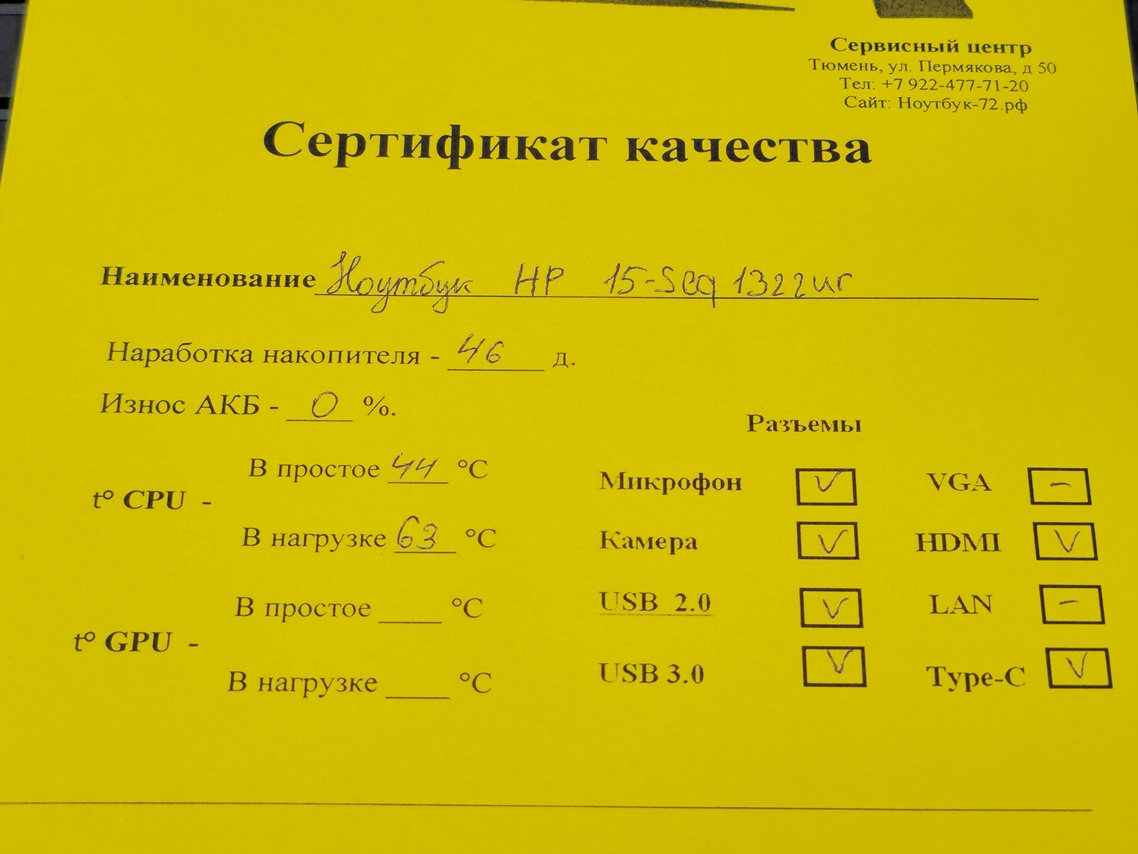 Сервисный центр
Тюмень, ул. Пермякова, д 50
Тел: +7 922-477-71-20
Сайт: Ноутбук-72.рф
Сертификат качества
Наименование Ноутбук HP 15-seq 1322ur
Наработка накопителя - 46 д.
Износ АКБ - 0 %.
t° CPU -
В простое 44 °C
В нагрузке 63 °C
t° GPU -
В простое ____ °C
В нагрузке ____ °C
Разъемы
Микрофон V VGA –
Камера V HDMI V
USB 2.0 V LAN –
USB 3.0 V Type-C V